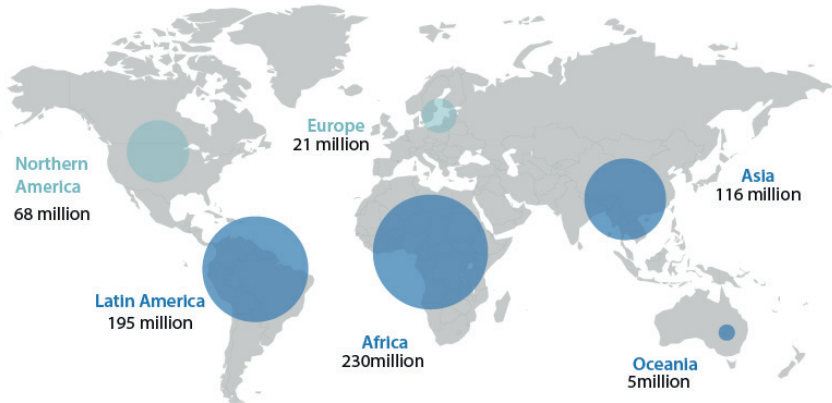 Northern
America
68 million
Europe
21 million
Asia
116 million
Latin America
195 million
Africa
230million
Oceania
5million